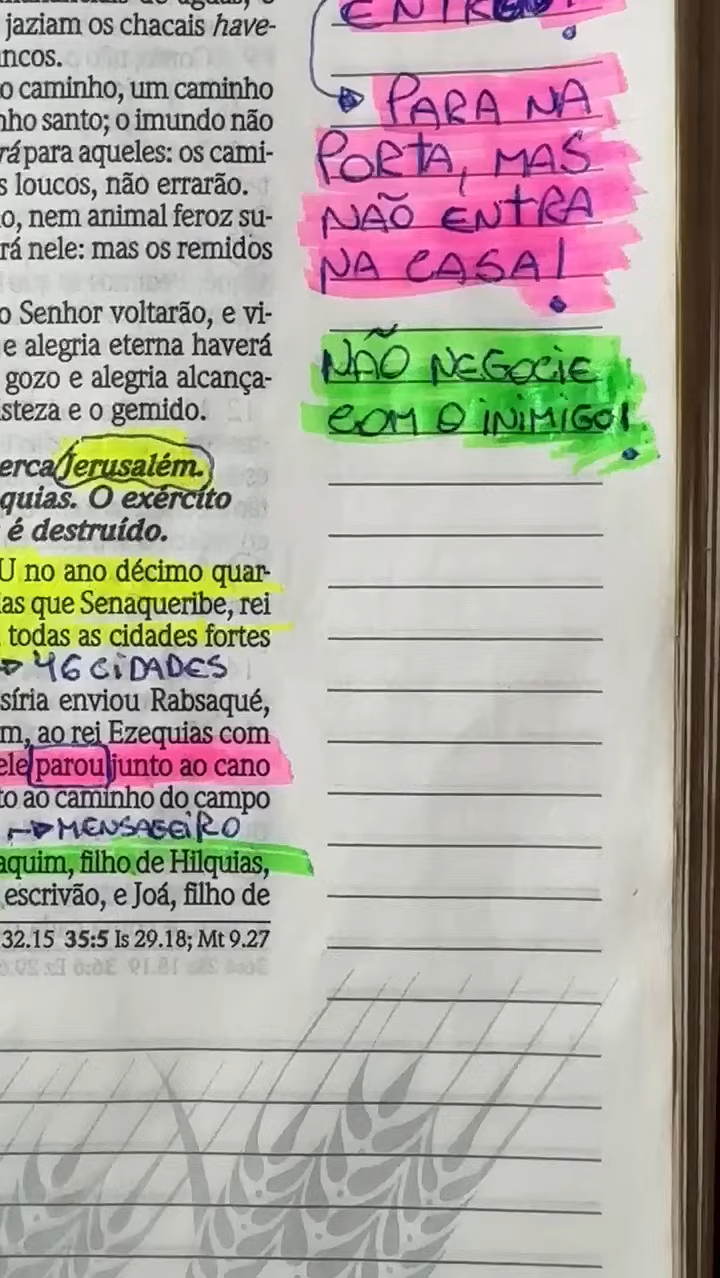 jaziam os chacais have-
ncos.
o caminho, um caminho
nho santo; o imundo não
rá para aqueles: os cami-
s loucos, não errarão.
o, nem animal feroz su-
rá nele: mas os remidos
o Senhor voltarão, e vi-
e alegria eterna haverá
gozo e alegria alcança-
isteza e o gemido.
erca Jerusalém.
quias. O exército
é destruído.
U no ano décimo quar-
ias que Senaqueribe, rei
todas as cidades fortes
46 CIDADES
síria enviou Rabsaqué,
m, ao rei Ezequias com
ele parou junto ao cano
to ao caminho do campo
MENSAGEIRO
aquim, filho de Hilquias,
escrivão, e Joá, filho de
32.15 35:5 Is 29.18; Mt 9.27
PARA NA
PORTA, MAS
NÃO ENTRA
NA CASA!
NÃO NEGOCIE
COM O INIMIGO!